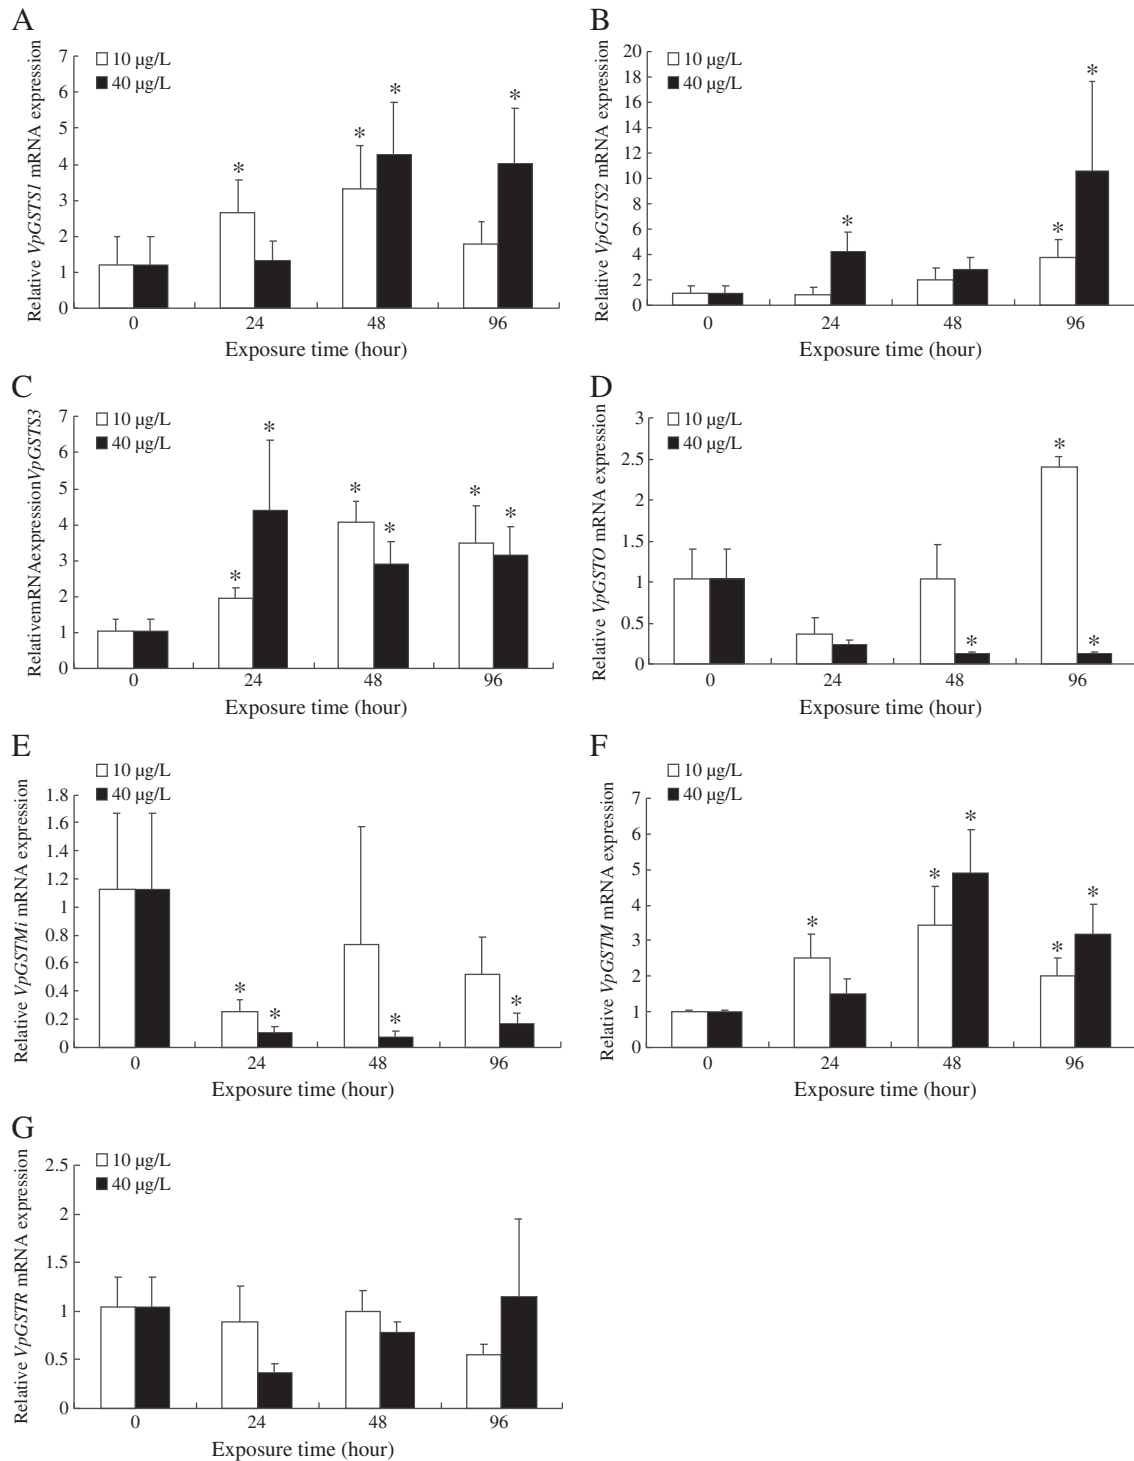 A
Relative VpGSTS1 mRNA expression
10 µg/L
40 µg/L
7
6
5
4
3
2
1
0
* * * *
0 24 48 96
Exposure time (hour)
B
Relative VpGSTS2 mRNA expression
10 µg/L
40 µg/L
20
18
16
14
12
10
8
6
4
2
0
* * *
0 24 48 96
Exposure time (hour)
C
RelativemRNAexpressionVpGSTS3
10 µg/L
40 µg/L
7
6
5
4
3
2
1
0
* * * * * *
0 24 48 96
Exposure time (hour)
D
Relative VpGSTO mRNA expression
10 µg/L
40 µg/L
3
2.5
2
1.5
1
0.5
0
* * *
0 24 48 96
Exposure time (hour)
E
Relative VpGSTMi mRNA expression
10 µg/L
40 µg/L
1.8
1.6
1.4
1.2
1
0.8
0.6
0.4
0.2
0
* * * *
0 24 48 96
Exposure time (hour)
F
Relative VpGSTM mRNA expression
10 µg/L
40 µg/L
7
6
5
4
3
2
1
0
* * * * *
0 24 48 96
Exposure time (hour)
G
Relative VpGSTR mRNA expression
10 µg/L
40 µg/L
2.5
2
1.5
1
0.5
0
0 24 48 96
Exposure time (hour)